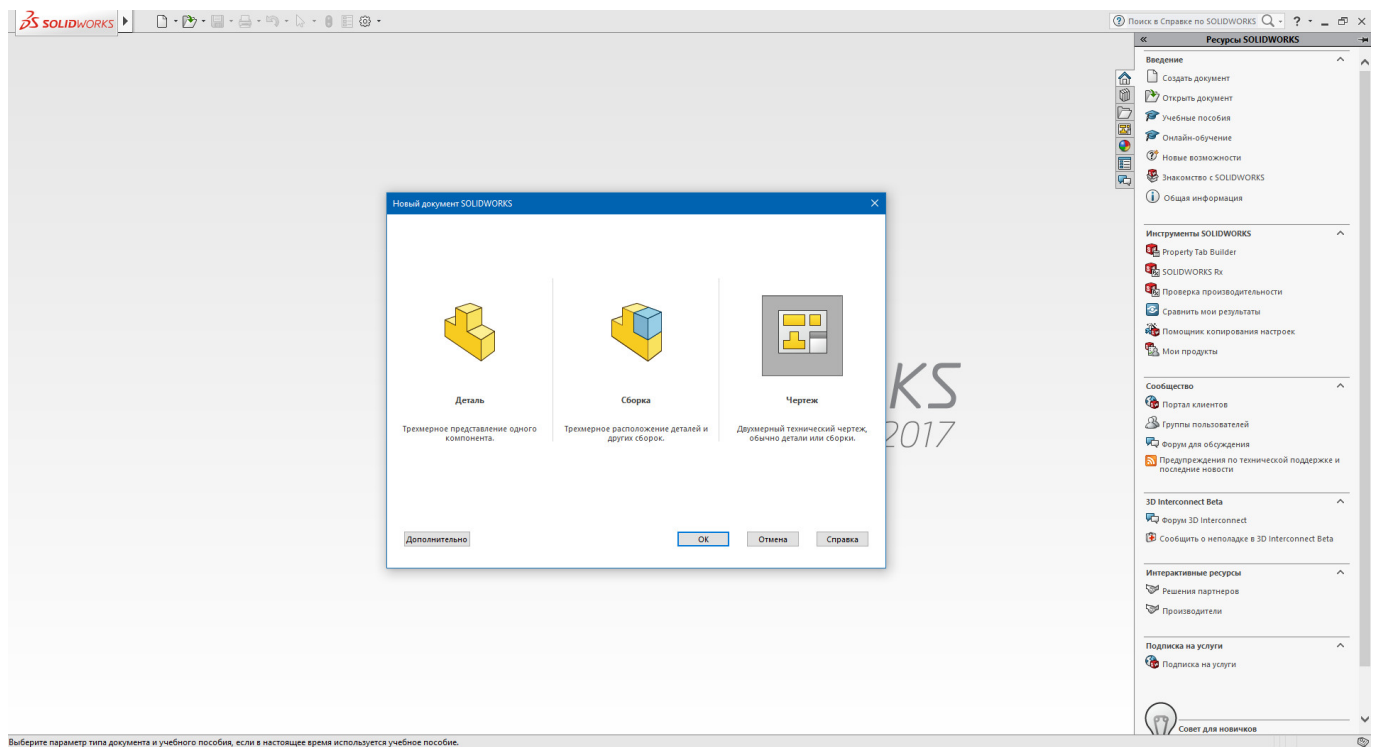 SOLIDWORKS
Поиск в Справке по SOLIDWORKS
Ресурсы SOLIDWORKS
Введение
Создать документ
Открыть документ
Учебные пособия
Онлайн-обучение
Новые возможности
Знакомство с SOLIDWORKS
Общая информация
Инструменты SOLIDWORKS
Property Tab Builder
SOLIDWORKS Rx
Проверка производительности
Сравнить мои результаты
Помощник копирования настроек
Мои продукты
Сообщество
Портал клиентов
Группы пользователей
Форум для обсуждения
Предупреждения по технической поддержке и
последние новости
3D Interconnect Beta
Форум 3D Interconnect
Сообщить о неполадке в 3D Interconnect Beta
Интерактивные ресурсы
Решения партнеров
Производители
Подписка на услуги
Подписка на услуги
Совет для новичков
Новый документ SOLIDWORKS
Деталь
Трехмерное представление одного
компонента.
Сборка
Трехмерное расположение деталей и
других сборок.
Чертеж
Двухмерный технический чертеж,
обычно детали или сборки.
Дополнительно
ОК
Отмена
Справка
KS
2017
Выберите параметр типа документа и учебного пособия, если в настоящее время используется учебное пособие.